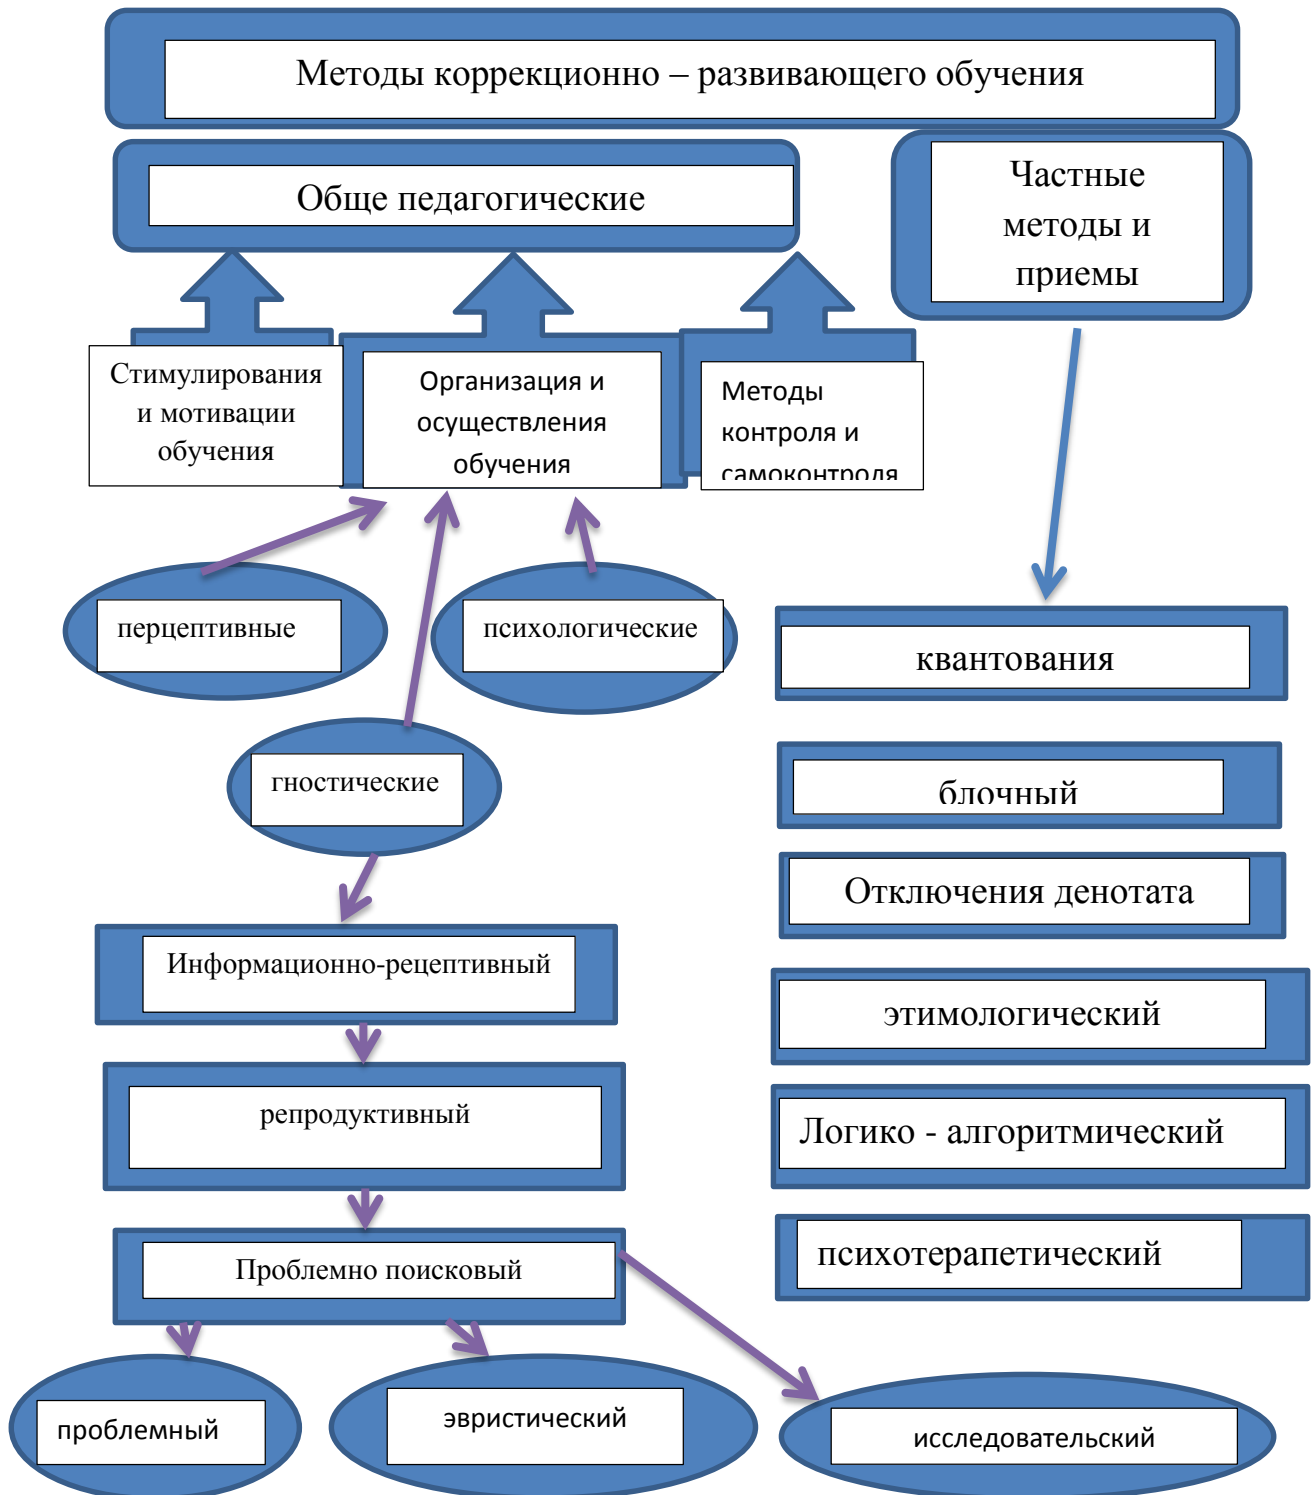 Методы коррекционно – развивающего обучения
Обще педагогические
Частные
методы и
приемы
Стимулирования
и мотивации
обучения
Организация и
осуществления
обучения
Методы
контроля и
самоконтроля
перцептивные
психологические
гностические
Информационно-рецептивный
репродуктивный
Проблемно поисковый
проблемный
эвристический
исследовательский
квантования
блочный
Отключения денотата
этимологический
Логико - алгоритмический
психотерапетический